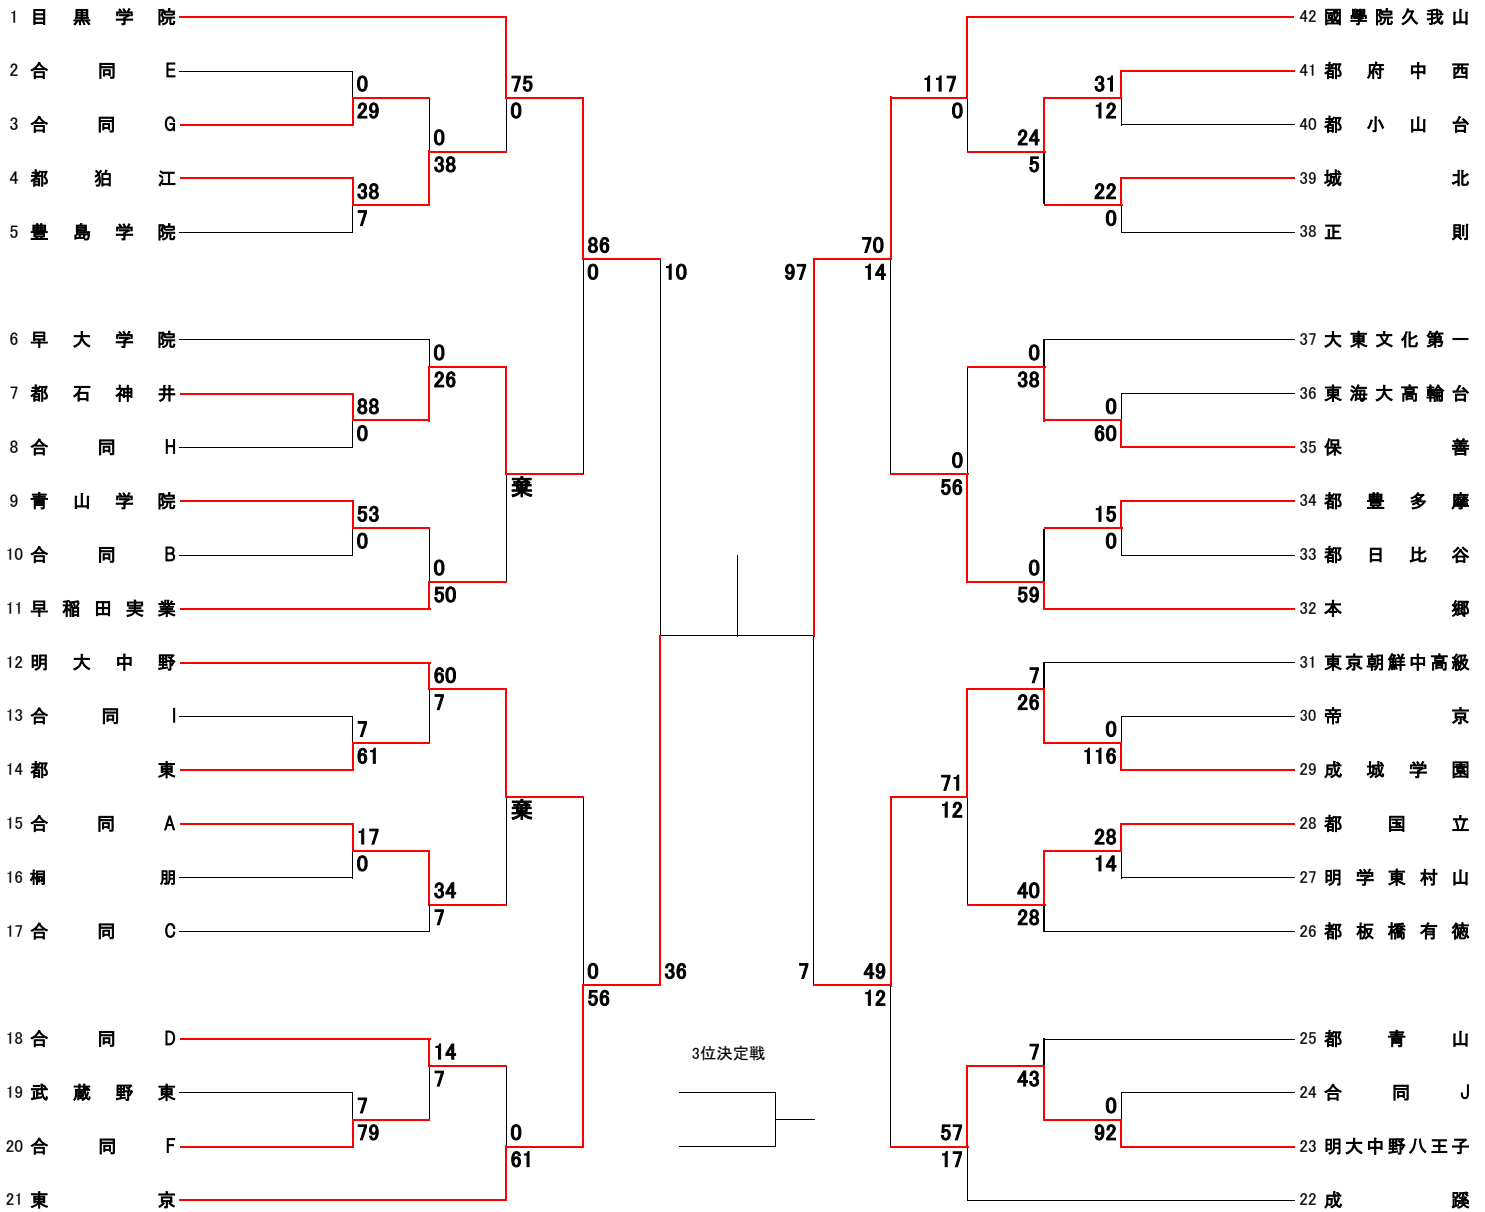 1 目黒学院
2 合同E
3 合同G
4 都狛江
5 豊島学院
6 早大学院
7 都石神井
8 合同H
9 青山学院
10 合同B
11 早稲田実業
12 明大中野
13 合同I
14 都東
15 合同A
16 桐朋
17 合同C
18 合同D
19 武蔵野東
20 合同F
21 東京
0
29
38
7
88
0
53
0
7
61
17
0
7
79
0
38
0
26
0
50
60
7
34
7
14
7
75
0
棄
棄
0
61
86
0
0
56
10
36
3位決定戦
97
7
70
14
49
12
117
0
0
56
71
12
57
17
24
5
0
38
0
59
7
26
40
28
7
43
31
12
22
0
0
60
15
0
0
116
28
14
0
92
42 國學院久我山
41 都府中西
40 都小山台
39 城北
38 正則
37 大東文化第一
36 東海大高輪台
35 保善
34 都豊多摩
33 都日比谷
32 本郷
31 東京朝鮮中高級
30 帝京
29 成城学園
28 都国立
27 明学東村山
26 都板橋有徳
25 都青山
24 合同J
23 明大中野八王子
22 成蹊